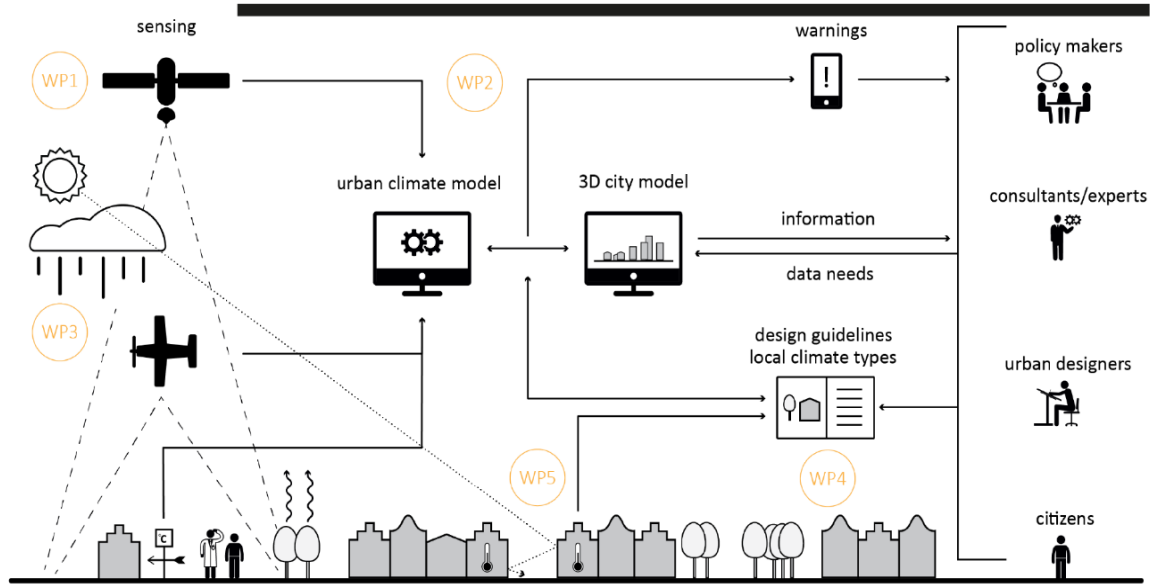 sensing
warnings
WP1
WP2
!
policy makers
urban climate model
3D city model
consultants/experts
information
data needs
WP3
design guidelines
local climate types
urban designers
WP5
WP4
°C
citizens